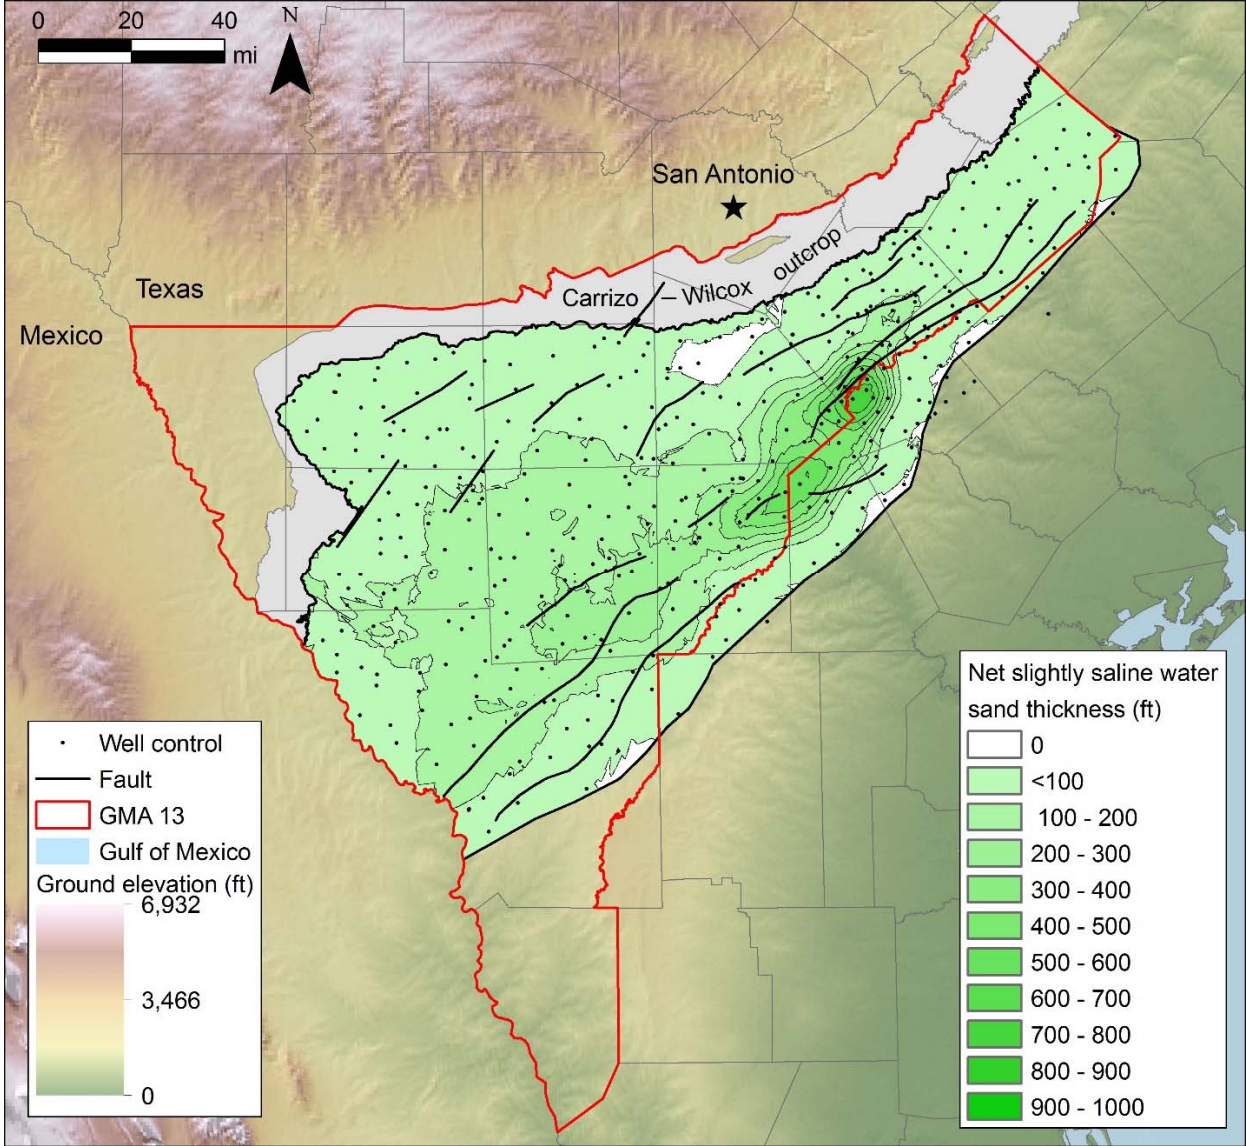 0 20 40
mi
N
San Antonio
Texas
Mexico
Carrizo – Wilcox outcrop
Well control
Fault
GMA 13
Gulf of Mexico
Ground elevation (ft)
6,932
3,466
0
Net slightly saline water
sand thickness (ft)
0
<100
100 - 200
200 - 300
300 - 400
400 - 500
500 - 600
600 - 700
700 - 800
800 - 900
900 - 1000